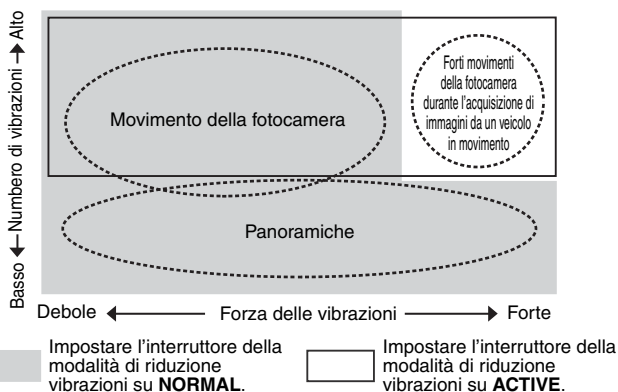 Basso ← Numbero di vibrazioni → Alto
Movimento della fotocamera
Forti movimenti
della fotocamera
durante l'acquisizione di
immagini da un veicolo
in movimento
Panoramiche
Debole ← Forza delle vibrazioni → Forte
Impostare l'interruttore della
modalità di riduzione
vibrazioni su NORMAL.
Impostare l'interruttore della
modalità di riduzione
vibrazioni su ACTIVE.